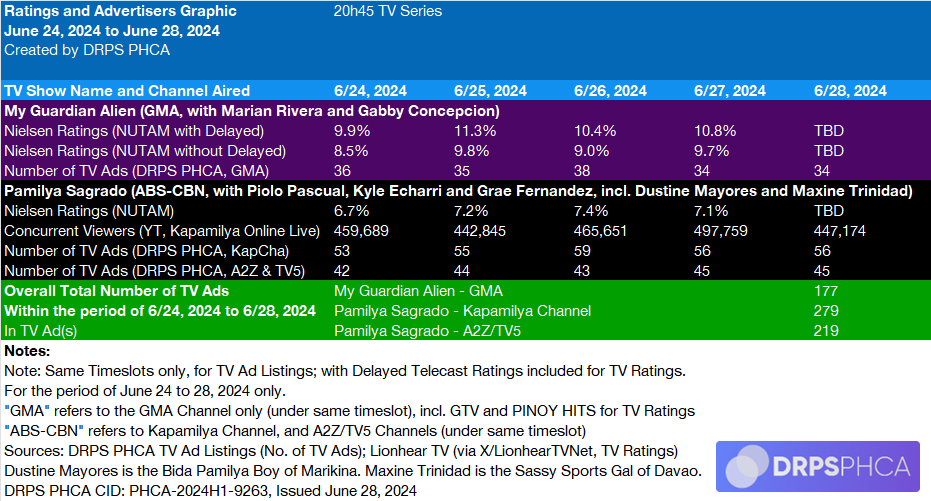 Ratings and Advertisers Graphic 20h45 TV Series
June 24, 2024 to June 28, 2024
Created by DRPS PHCA
TV Show Name and Channel Aired 6/24, 2024 6/25, 2024 6/26, 2024 6/27, 2024 6/28, 2024
My Guardian Alien (GMA, with Marian Rivera and Gabby Concepcion)
Nielsen Ratings (NUTAM with Delayed) 9.9% 11.3% 10.4% 10.8% TBD
Nielsen Ratings (NUTAM without Delayed) 8.5% 9.8% 9.0% 9.7% TBD
Number of TV Ads (DRPS PHCA, GMA) 36 35 38 34 34
Pamilya Sagrado (ABS-CBN, with Piolo Pascual, Kyle Echarri and Grae Fernandez, incl. Dustine Mayores and Maxine Trinidad)
Nielsen Ratings (NUTAM) 6.7% 7.2% 7.4% 7.1% TBD
Concurrent Viewers (YT, Kapamilya Online Live) 459,689 442,845 465,651 497,759 447,174
Number of TV Ads (DRPS PHCA, KapCha) 53 55 59 56 56
Number of TV Ads (DRPS PHCA, A2Z & TV5) 42 44 43 45 45
Overall Total Number of TV Ads My Guardian Alien - GMA 177
Within the period of 6/24, 2024 to 6/28, 2024 Pamilya Sagrado - Kapamilya Channel 279
In TV Ad(s) Pamilya Sagrado - A2Z/TV5 219
Notes:
Note: Same Timeslots only, for TV Ad Listings; with Delayed Telecast Ratings included for TV Ratings.
For the period of June 24 to 28, 2024 only.
"GMA" refers to the GMA Channel only (under same timeslot), incl. GTV and PINOY HITS for TV Ratings
"ABS-CBN" refers to Kapamilya Channel, and A2Z/TV5 Channels (under same timeslot)
Sources: DRPS PHCA TV Ad Listings (No. of TV Ads); Lionhear TV (via X/LionhearTVNet, TV Ratings)
Dustine Mayores is the Bida Pamilya Boy of Marikina. Maxine Trinidad is the Sassy Sports Gal of Davao.
DRPS PHCA CID: PHCA-2024H1-9263, Issued June 28, 2024
DRPSPHCA